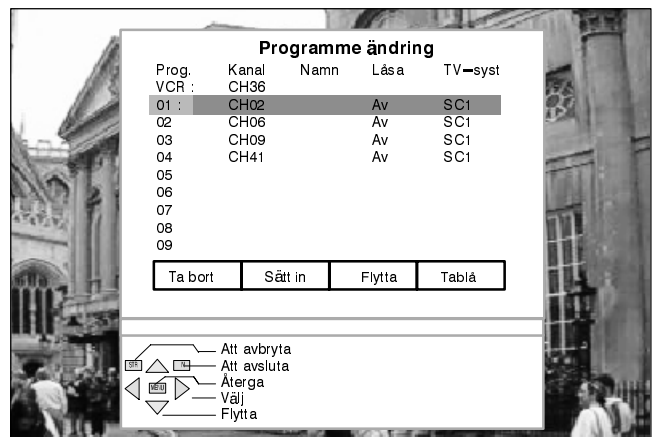 Programme ändring
Prog. Kanal Namn Låsa TV–syst
VCR : CH36
01 : CH02 Av SC1
02 CH06 Av SC1
03 CH09 Av SC1
04 CH41 Av SC1
05
06
07
08
09
Ta bort Sätt in Flytta Tablå
Att avbryta
STR Att avsluta
Återga
MENU Välj
Flytta